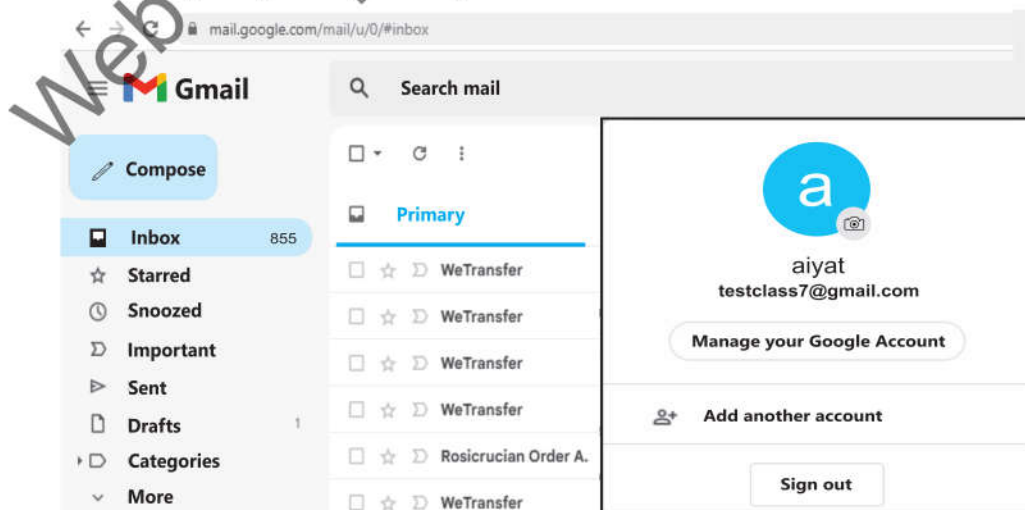 mail.google.com/mail/u/0/#inbox
Gmail
Search mail
Compose
Primary
Inbox 855
Starred
Snoozed
Important
Sent
Drafts 1
Categories
More
WeTransfer
WeTransfer
WeTransfer
WeTransfer
Rosicrucian Order A.
WeTransfer
a
aiyat
testclass7@gmail.com
Manage your Google Account
Add another account
Sign out
Web